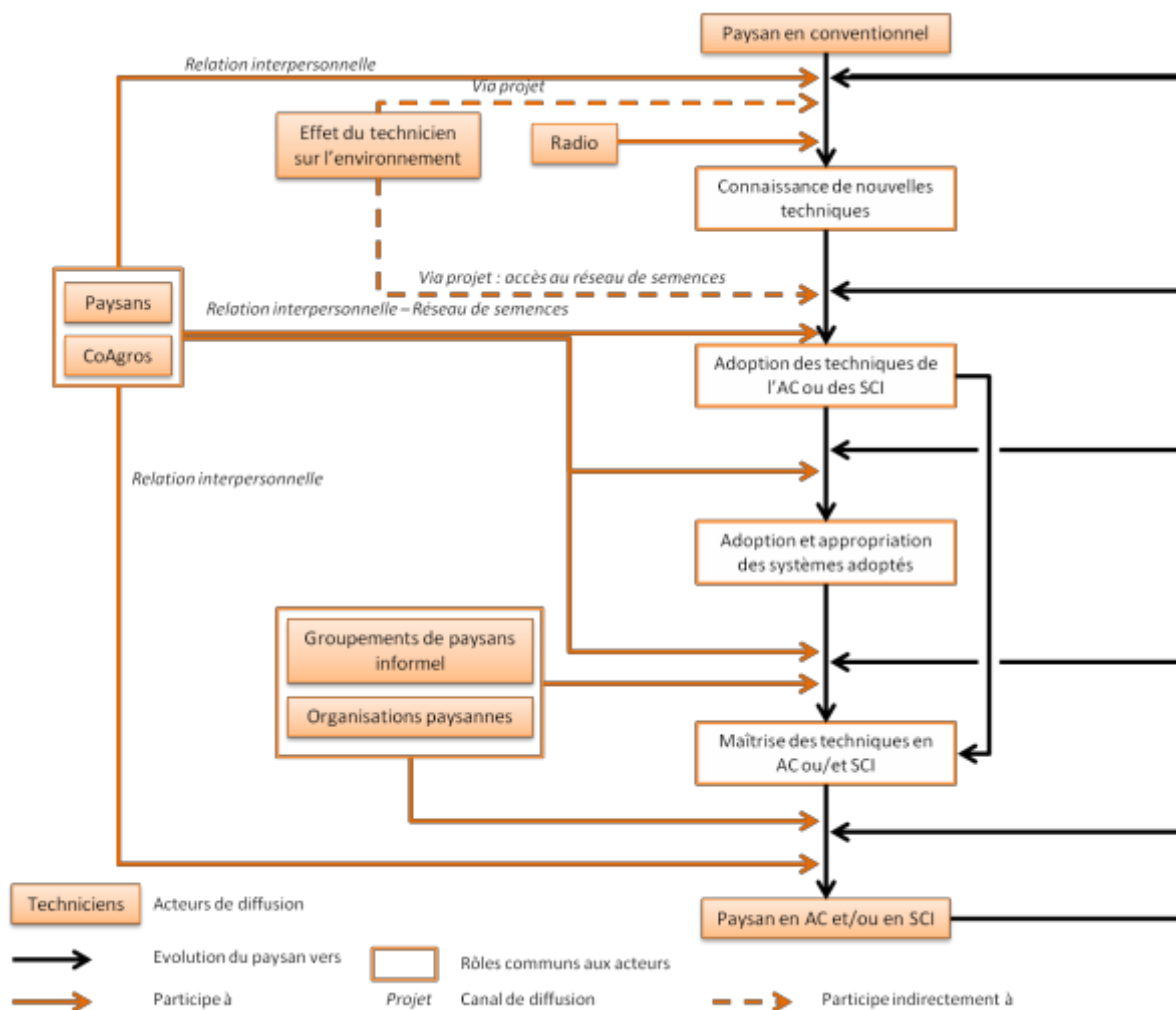 Paysan en conventionnel
Relation interpersonnelle
Via projet
Effet du technicien
sur l'environnement
Radio
Connaissance de nouvelles
techniques
Via projet : accès au réseau de semences
Paysans
Relation interpersonnelle – Réseau de semences
CoAgros
Adoption des techniques de
l'AC ou des SCI
Relation interpersonnelle
Adoption et appropriation
des systèmes adoptés
Groupements de paysans
informel
Organisations paysannes
Maîtrise des techniques en
AC ou/et SCI
Techniciens
Acteurs de diffusion
Paysan en AC et/ou en SCI
Evolution du paysan vers
Rôles communs aux acteurs
Participe à
Projet
Canal de diffusion
Participe indirectement à